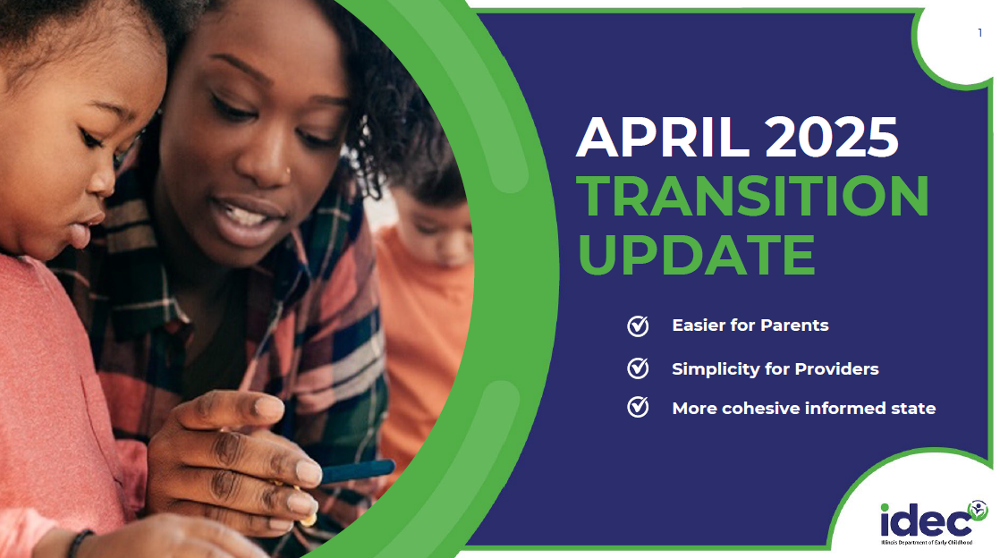 1
APRIL 2025
TRANSITION
UPDATE
Easier for Parents
Simplicity for Providers
More cohesive informed state
idec
Illinois Department of Early Childhood